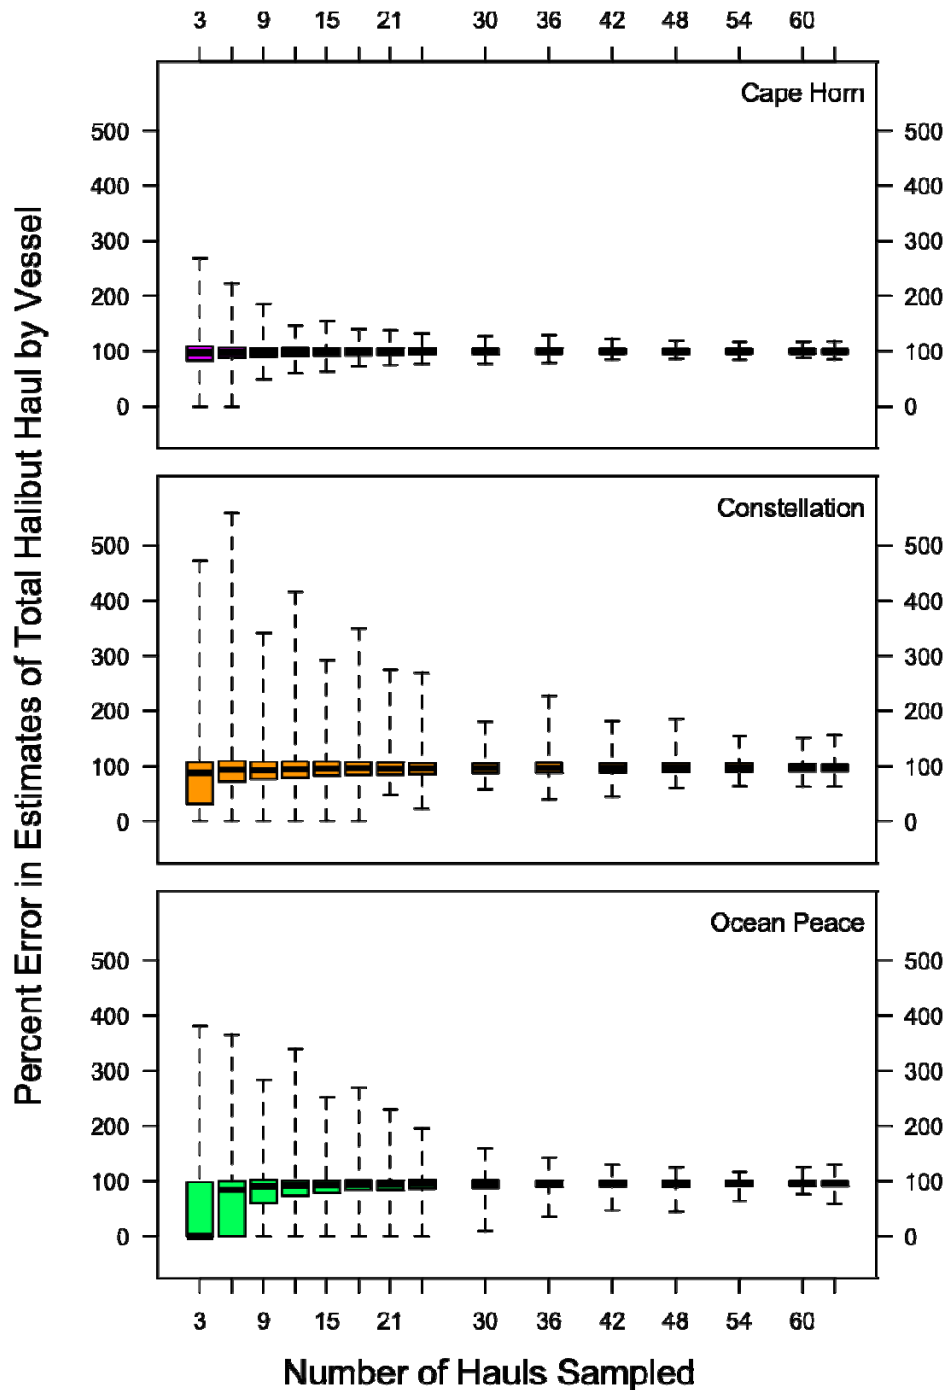 3 9 15 21 30 36 42 48 54 60
Cape Horn
500 500
400 400
300 300
200 200
100 100
0 0
Constellation
500 500
400 400
300 300
200 200
100 100
0 0
Ocean Peace
500 500
400 400
300 300
200 200
100 100
0 0
Percent Error in Estimates of Total Halibut Haul by Vessel
3 9 15 21 30 36 42 48 54 60
Number of Hauls Sampled